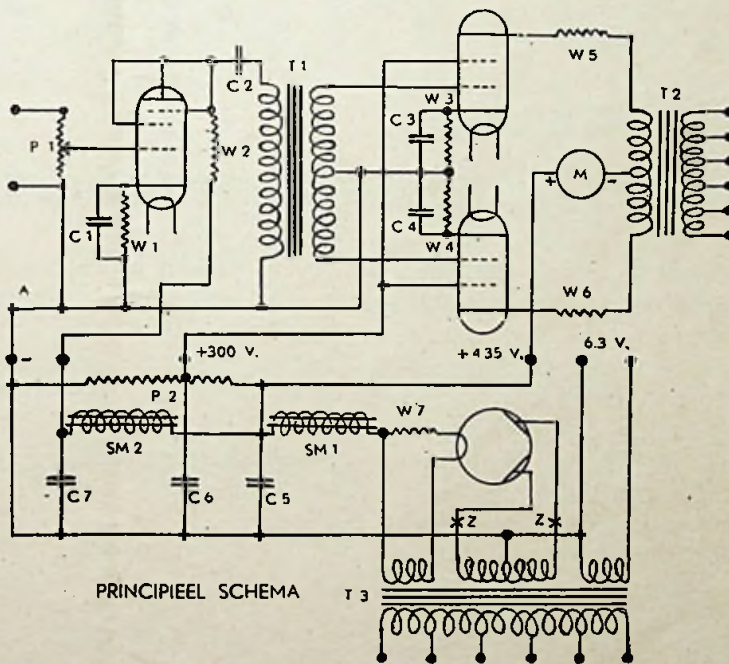 T 1
C 2
W 5
T 2
W 3
C 3
P 1
W 2
+ M -
C 4
C 1
W 1
W 4
A
W 6
-
+300 V.
+435 V.
6.3 V.
P 2
W 7
SM 2
SM 1
C 7
C 6
C 5
Z Z
PRINCIPIEEL SCHEMA
T 3